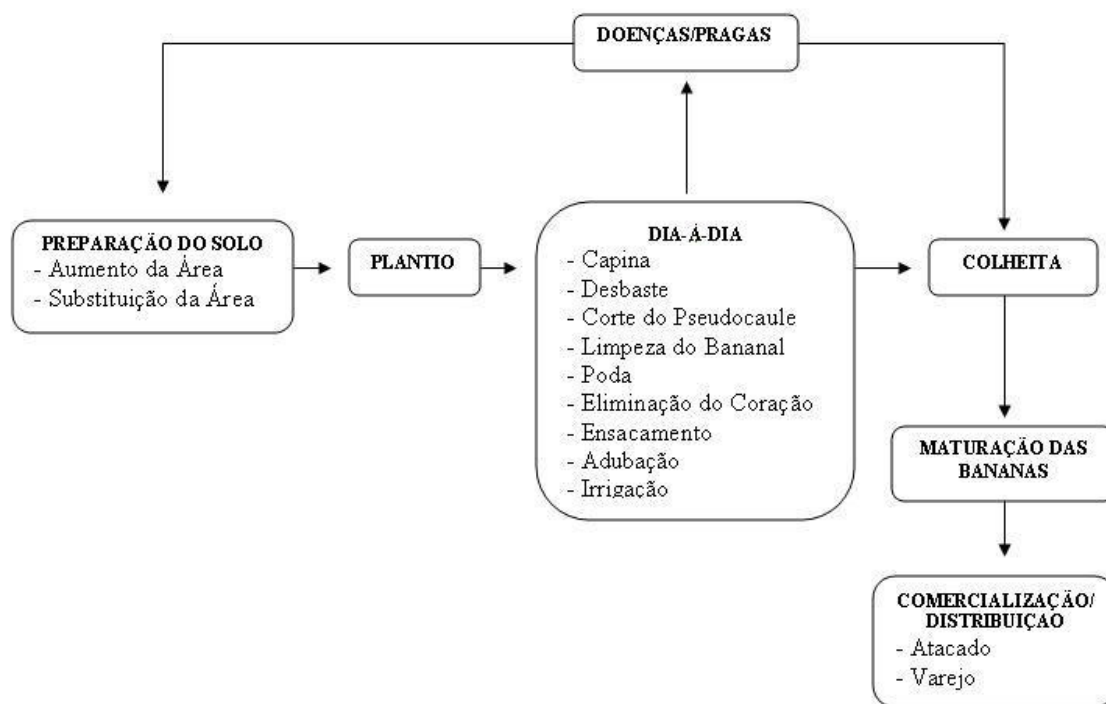 DOENÇAS/PRAGAS
PREPARAÇÃO DO SOLO
- Aumento da Área
- Substituição da Área
PLANTIO
DIA-Á-DIA
- Capina
- Desbaste
- Corte do Pseudocaule
- Limpeza do Bananal
- Poda
- Eliminação do Coração
- Ensacamento
- Adubação
- Irrigação
COLHEITA
MATURAÇÃO DAS
BANANAS
COMERCIALIZAÇÃO/
DISTRIBUIÇAO
- Atacado
- Varejo